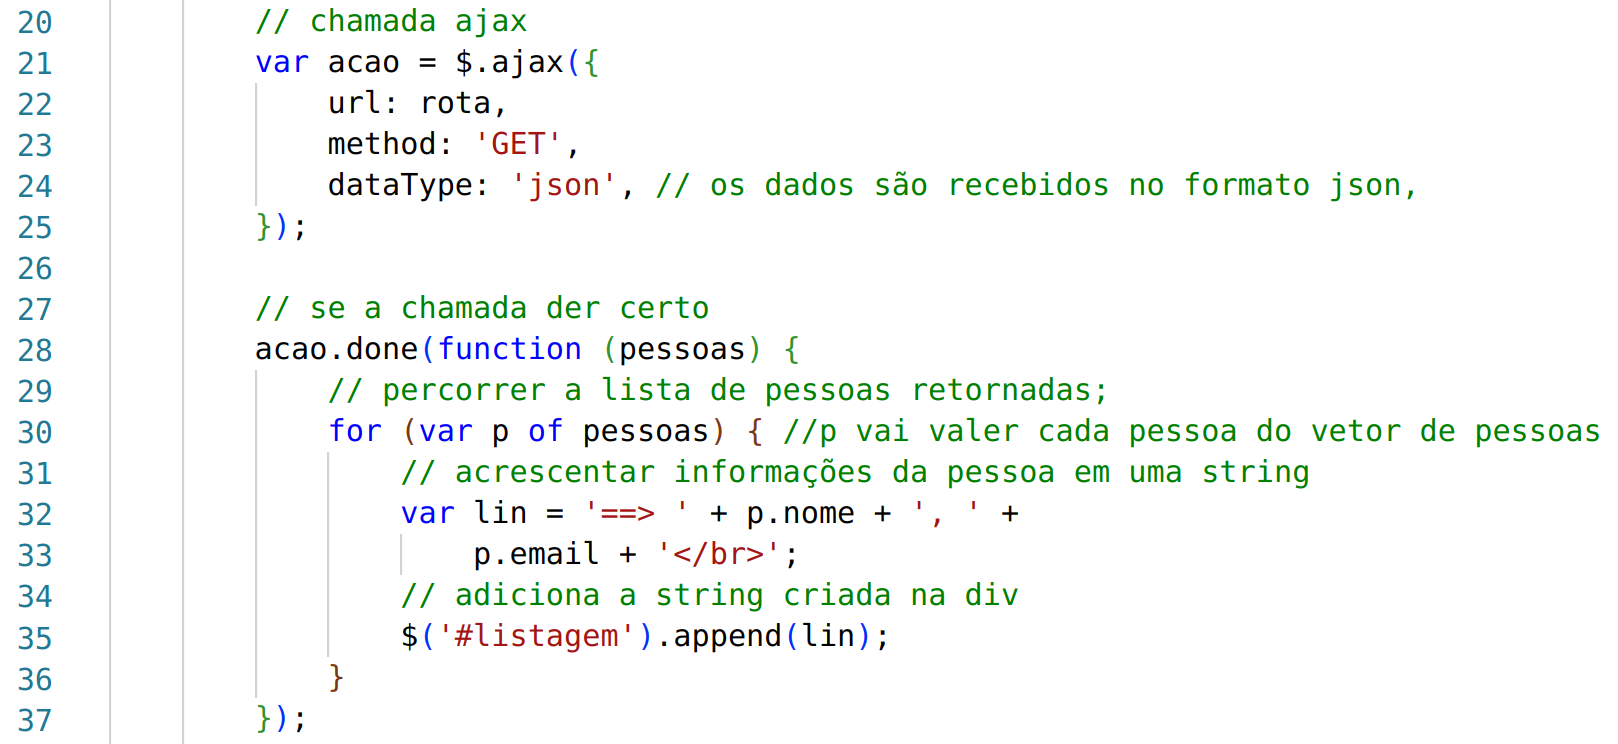 20 // chamada ajax
21 var acao = $.ajax({
22 url: rota,
23 method: 'GET',
24 dataType: 'json', // os dados são recebidos no formato json,
25 });
26
27 // se a chamada der certo
28 acao.done(function (pessoas) {
29 // percorrer a lista de pessoas retornadas;
30 for (var p of pessoas) { //p vai valer cada pessoa do vetor de pessoas
31 // acrescentar informações da pessoa em uma string
32 var lin = '==> ' + p.nome + ', ' +
33 p.email + '</br>';
34 // adiciona a string criada na div
35 $('#listagem').append(lin);
36 }
37 });